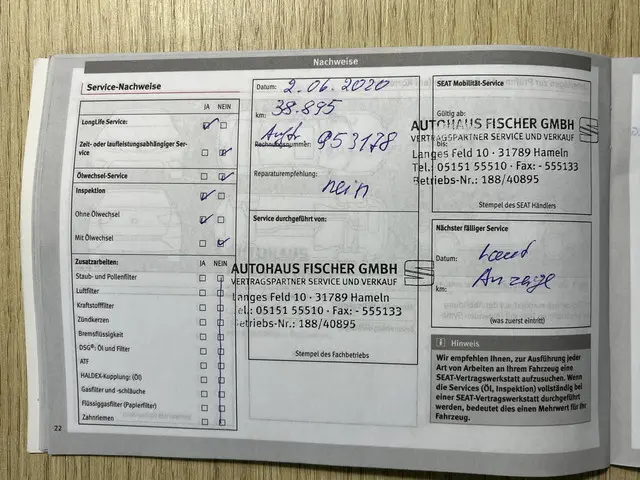 Nachweise
Service-Nachweise
JA NEIN
LongLife Service:
Zeit- oder laufleistungsabhängiger Ser-
vice
Ölwechsel-Service
Inspektion
Ohne Ölwechsel
Mit Ölwechsel
Zusatzarbeiten: JA NEIN
Staub- und Pollenfilter
Luftfilter
Kraftstofffilter
Zündkerzen
Bremsflüssigkeit
DSG®: Öl und Filter
ATF
HALDEX-Kupplung: (Öl)
Gasfilter und -schläuche
Flüssiggasfilter (Papierfilter)
Zahnriemen
22
Datum: 2.06.2020
km: 38.895
Auftr
Rechnungsnummer: 953178
Reparaturempfehlung:
nein
Service durchgeführt von:
AUTOHAUS FISCHER GMBH
VERTRAGSPARTNER SERVICE UND VERKAUF
Langes Feld 10 · 31789 Hameln
Tel.: 05151 55510 · Fax: - 555133
Betriebs-Nr.: 188/40895
Stempel des Fachbetriebs
SEAT Mobilität-Service
Gültig ab:
AUTOHAUS FISCHER GMBH
VERTRAGSPARTNER SERVICE UND VERKAUF
bis:
Langes Feld 10 · 31789 Hameln
Tel.: 05151 55510 · Fax: - 555133
Betriebs-Nr.: 188/40895
Stempel des SEAT Händlers
Nächster fälliger Service
Datum: Laut
Anzeige
km:
(was zuerst eintritt)
i Hinweis
Wir empfehlen Ihnen, zur Ausführung jeder
Art von Arbeiten an Ihrem Fahrzeug eine
SEAT-Vertragswerkstatt aufzusuchen. Wenn
die Services (Öl, Inspektion) vollständig bei
einer SEAT-Vertragswerkstatt durchgeführt
werden, bedeutet dies einen Mehrwert für Ihr
Fahrzeug.